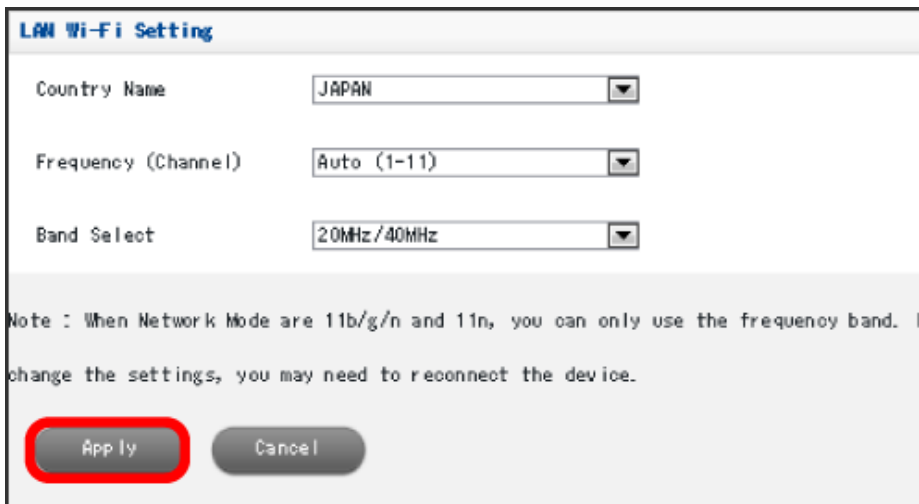 LAN Wi-Fi Setting
Country Name JAPAN
Frequency (Channel) Auto (1-11)
Band Select 20MHz/40MHz
Note : When Network Mode are 11b/g/n and 11n, you can only use the frequency band.
change the settings, you may need to reconnect the device.
Apply Cancel